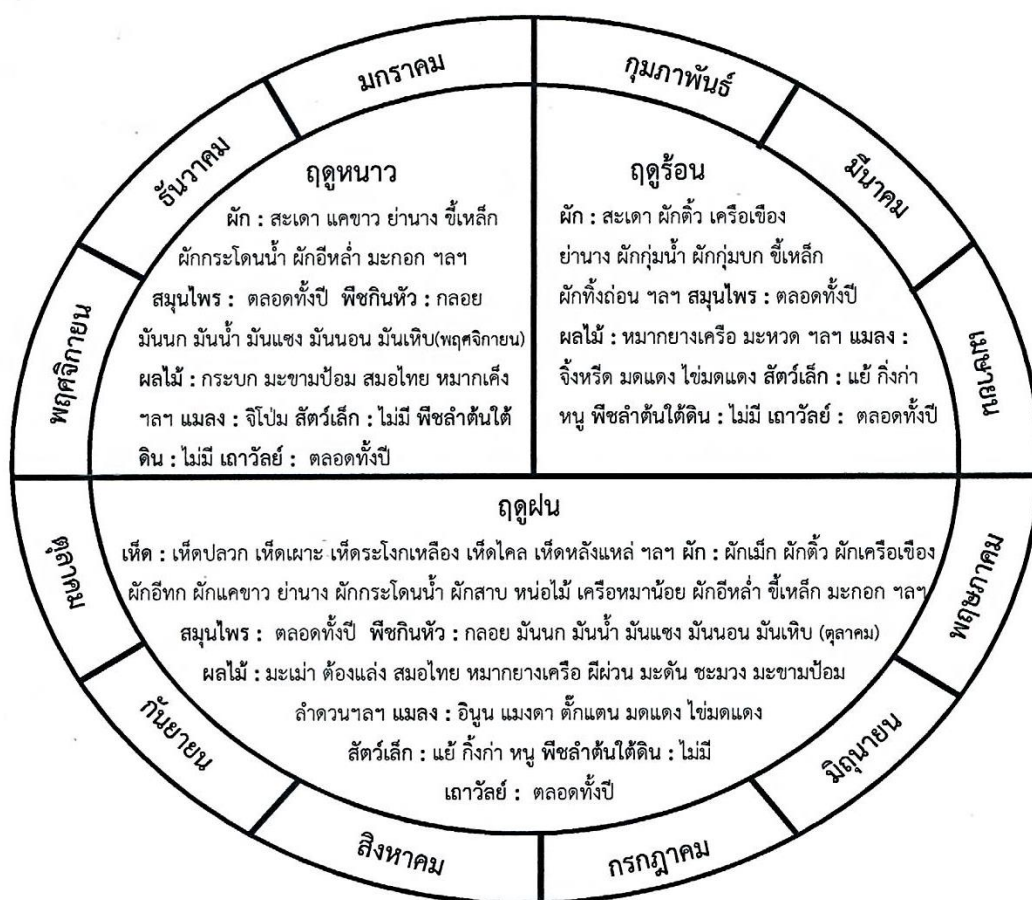 มกราคม
กุมภาพันธ์
มีนาคม
เมษายน
พฤษภาคม
มิถุนายน
กรกฎาคม
สิงหาคม
กันยายน
ตุลาคม
พฤศจิกายน
ธันวาคม
ฤดูหนาว
ผัก : สะเดา แคขาว ย่านาง ขี้เหล็ก
ผักกระโดนน้ำ ผักอีหล่ำ มะกอก ฯลฯ
สมุนไพร : ตลอดทั้งปี พืชกินหัว : กลอย
มันนก มันน้ำ มันแซง มันนอน มันเหิบ(พฤศจิกายน)
ผลไม้ : กระบก มะขามป้อม สมอไทย หมากเค็ง
ฯลฯ แมลง : จิโป่ม สัตว์เล็ก : ไม่มี พืชลำต้นใต้
ดิน : ไม่มี เถาวัลย์ : ตลอดทั้งปี
ฤดูร้อน
ผัก : สะเดา ผักติ้ว เครือเขือง
ย่านาง ผักกุ่มน้ำ ผักกุ่มบก ขี้เหล็ก
ผักทิ้งถ่อน ฯลฯ สมุนไพร : ตลอดทั้งปี
ผลไม้ : หมากยางเครือ มะหวด ฯลฯ แมลง :
จิ้งหรีด มดแดง ไข่มดแดง สัตว์เล็ก : แย้ กิ่งก่า
หนู พืชลำต้นใต้ดิน : ไม่มี เถาวัลย์ : ตลอดทั้งปี
ฤดูฝน
เห็ด : เห็ดปลวก เห็ดเผาะ เห็ดระโงกเหลือง เห็ดไคล เห็ดหลังแหล่ ฯลฯ ผัก : ผักเม็ก ผักติ้ว ผักเครือเขือง
ผักอีทก ผักแคขาว ย่านาง ผักกระโดนน้ำ ผักสาบ หน่อไม้ เครือหมาน้อย ผักอีหล่ำ ขี้เหล็ก มะกอก ฯลฯ
สมุนไพร : ตลอดทั้งปี พืชกินหัว : กลอย มันนก มันน้ำ มันแซง มันนอน มันเหิบ (ตุลาคม)
ผลไม้ : มะเม่า ต้องแล่ง สมอไทย หมากยางเครือ ผีผ่วน มะดัน ชะมวง มะขามป้อม
ลำดวนฯลฯ แมลง : อินูน แมงดา ตั๊กแตน มดแดง ไข่มดแดง
สัตว์เล็ก : แย้ กิ้งก่า หนู พืชลำต้นใต้ดิน : ไม่มี
เถาวัลย์ : ตลอดทั้งปี